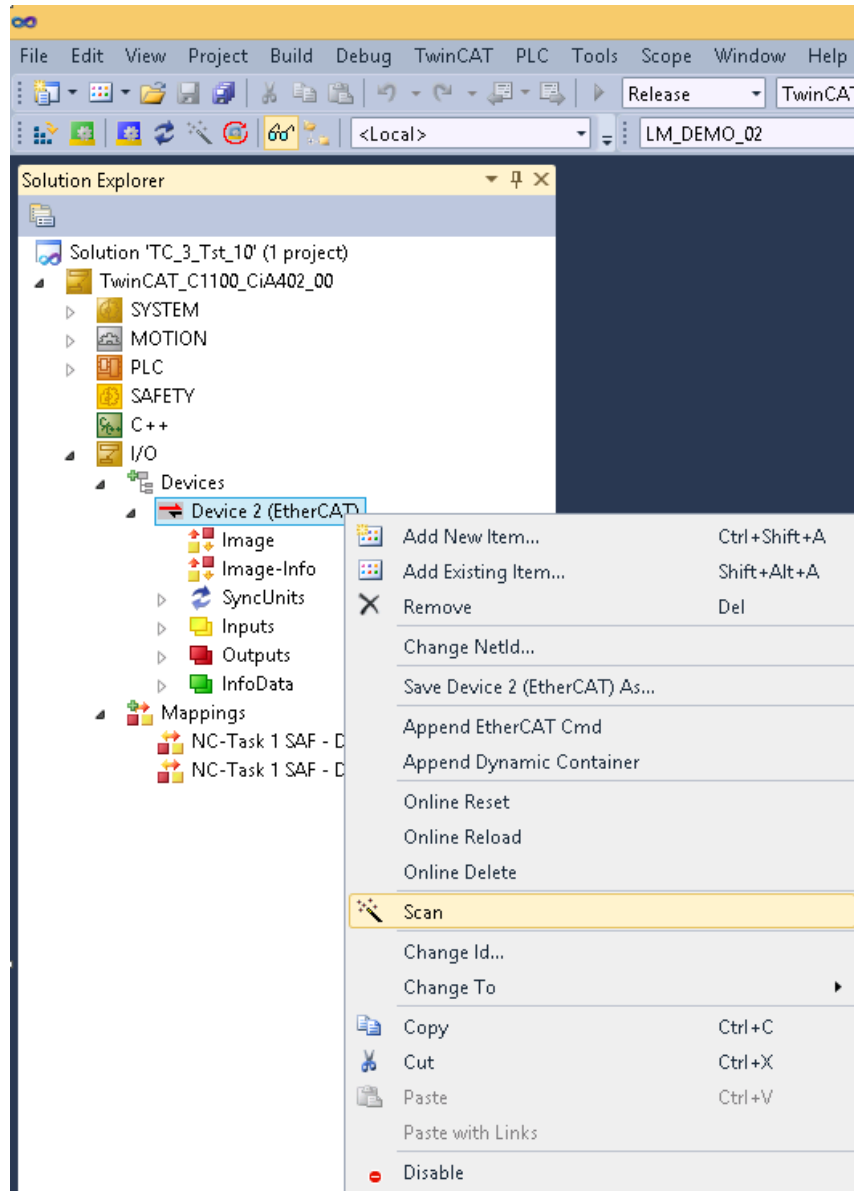 File Edit View Project Build Debug TwinCAT PLC Tools Scope Window Help
Release TwinCAT
<Local> LM_DEMO_02
Solution Explorer
Solution 'TC_3_Tst_10' (1 project)
TwinCAT_C1100_CiA402_00
SYSTEM
MOTION
PLC
SAFETY
C++
I/O
Devices
Device 2 (EtherCAT)
Image
Image-Info
SyncUnits
Inputs
Outputs
InfoData
Mappings
NC-Task 1 SAF - D
NC-Task 1 SAF - D
Add New Item... Ctrl+Shift+A
Add Existing Item... Shift+Alt+A
Remove Del
Change NetId...
Save Device 2 (EtherCAT) As...
Append EtherCAT Cmd
Append Dynamic Container
Online Reset
Online Reload
Online Delete
Scan
Change Id...
Change To
Copy Ctrl+C
Cut Ctrl+X
Paste Ctrl+V
Paste with Links
Disable